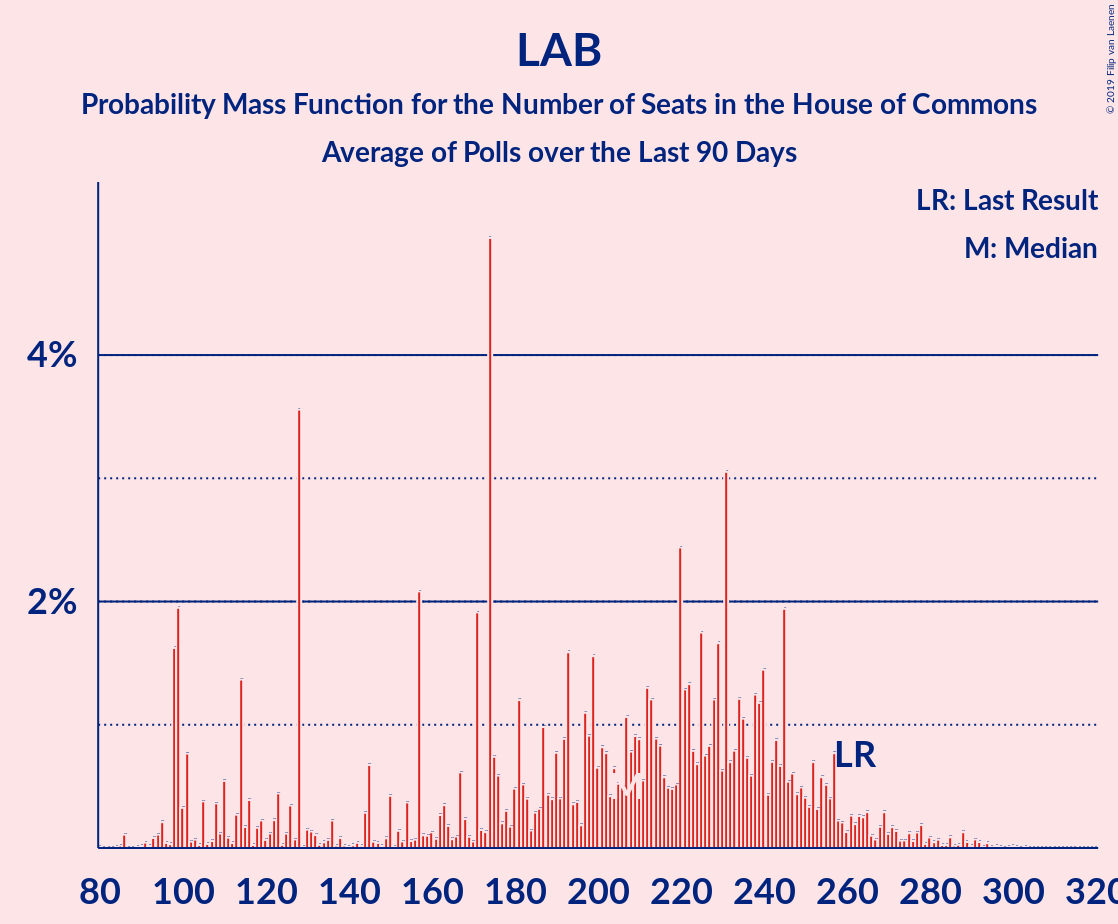 LAB
Probability Mass Function for the Number of Seats in the House of Commons
Average of Polls over the Last 90 Days
© 2019 Filip van Laenen
LR: Last Result
M: Median
4%
2%
M
LR
80 100 120 140 160 180 200 220 240 260 280 300 320